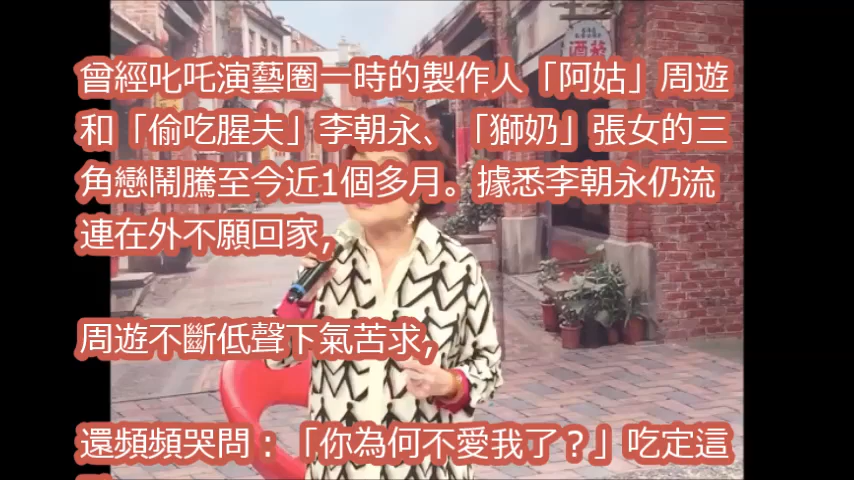 曾經叱吒演藝圈一時的製作人「阿姑」周遊
和「偷吃腥夫」李朝永、「獅奶」張女的三
角戀鬧騰至今近1個多月。據悉李朝永仍流
連在外不願回家，
周遊不斷低聲下氣苦求，
還頻頻哭問：「你為何不愛我了？」吃定這